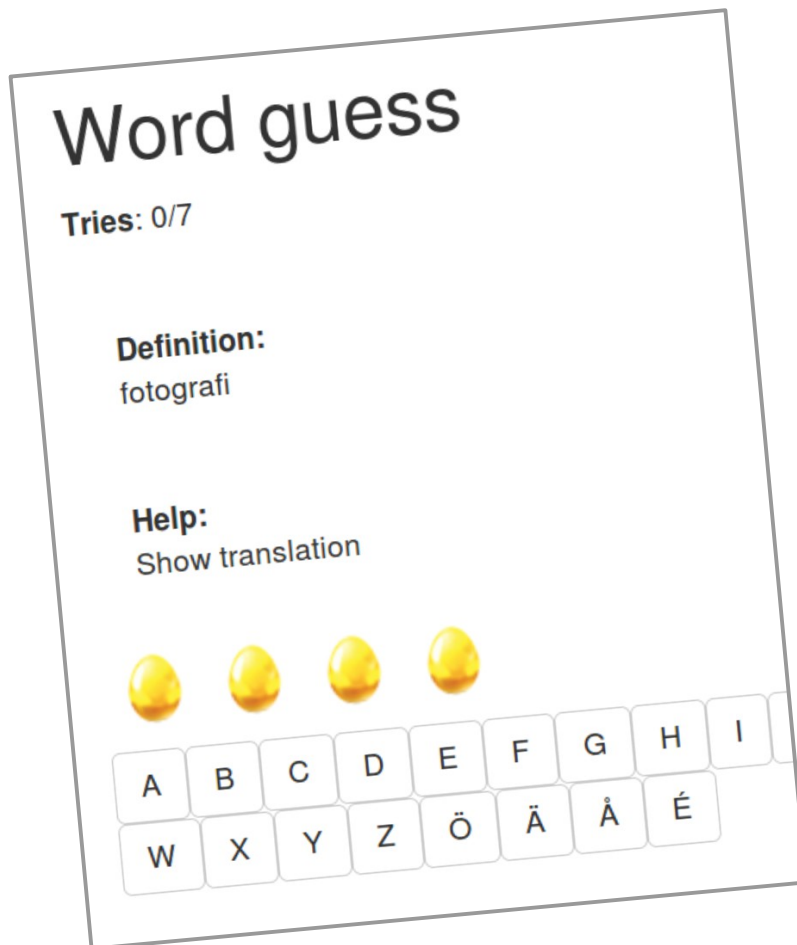 Word guess
Tries: 0/7
Definition:
fotografi
Help:
Show translation
A B C D E F G H I
W X Y Z Ö Ä Å É